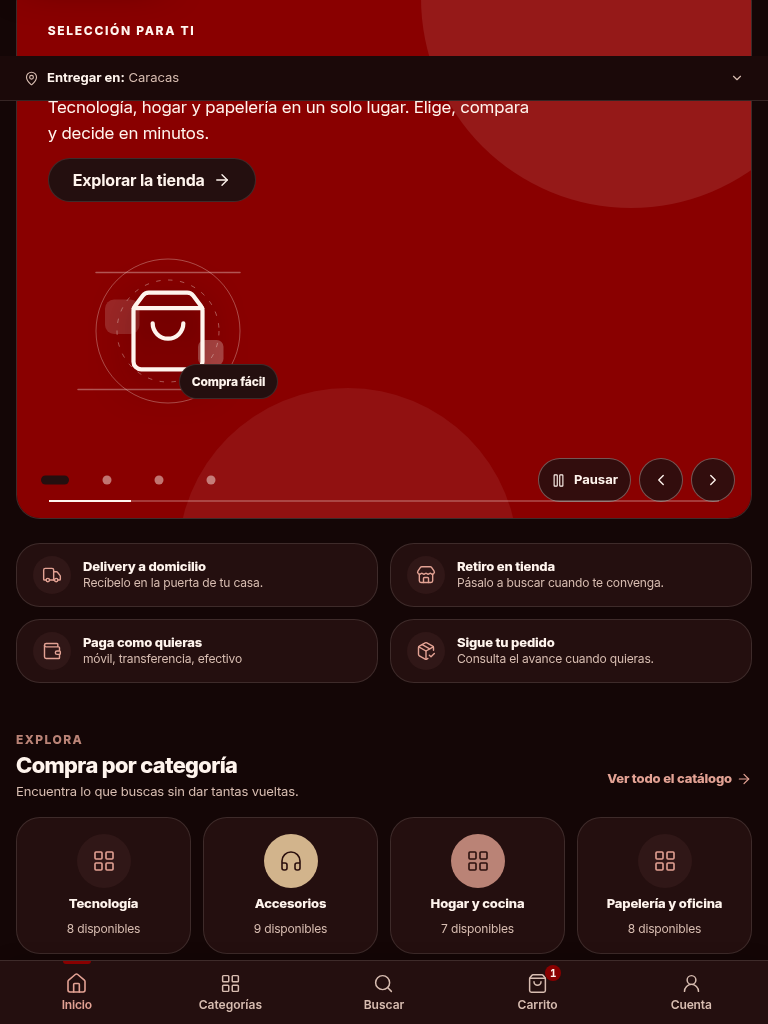 SELECCIÓN PARA TI
Entregar en: Caracas
Tecnología, hogar y papelería en un solo lugar. Elige, compara
y decide en minutos.
Explorar la tienda
Compra fácil
Pausar
Delivery a domicilio
Recíbelo en la puerta de tu casa.
Retiro en tienda
Pásalo a buscar cuando te convenga.
Paga como quieras
móvil, transferencia, efectivo
Sigue tu pedido
Consulta el avance cuando quieras.
EXPLORA
Compra por categoría
Encuentra lo que buscas sin dar tantas vueltas.
Ver todo el catálogo
Tecnología
8 disponibles
Accesorios
9 disponibles
Hogar y cocina
7 disponibles
Papelería y oficina
8 disponibles
Inicio
Categorías
Buscar
1
Carrito
Cuenta